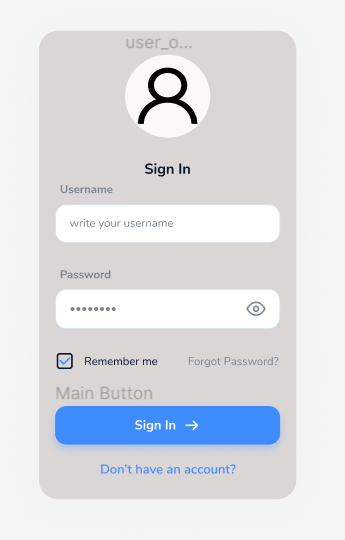 user_o...
Sign In
Username
write your username
Password
••••••••
Remember me Forgot Password?
Main Button
Sign In →
Don't have an account?